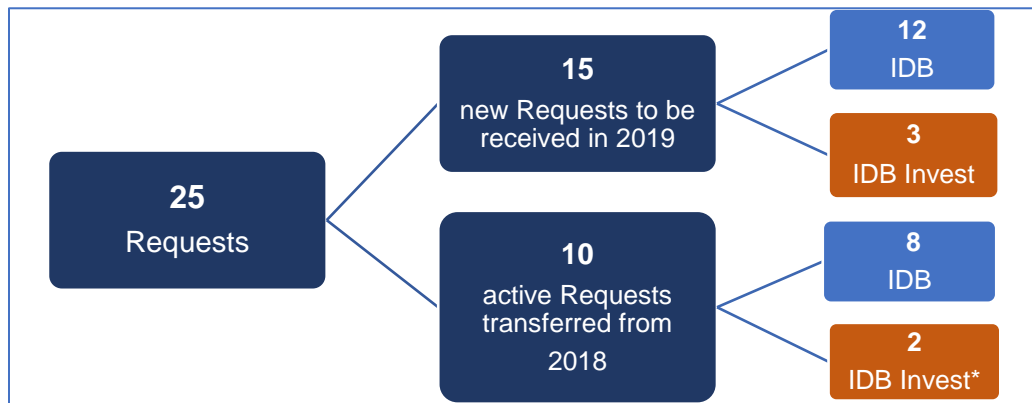 25
Requests
15
new Requests to be
received in 2019
12
IDB
3
IDB Invest
10
active Requests
transferred from
2018
8
IDB
2
IDB Invest*